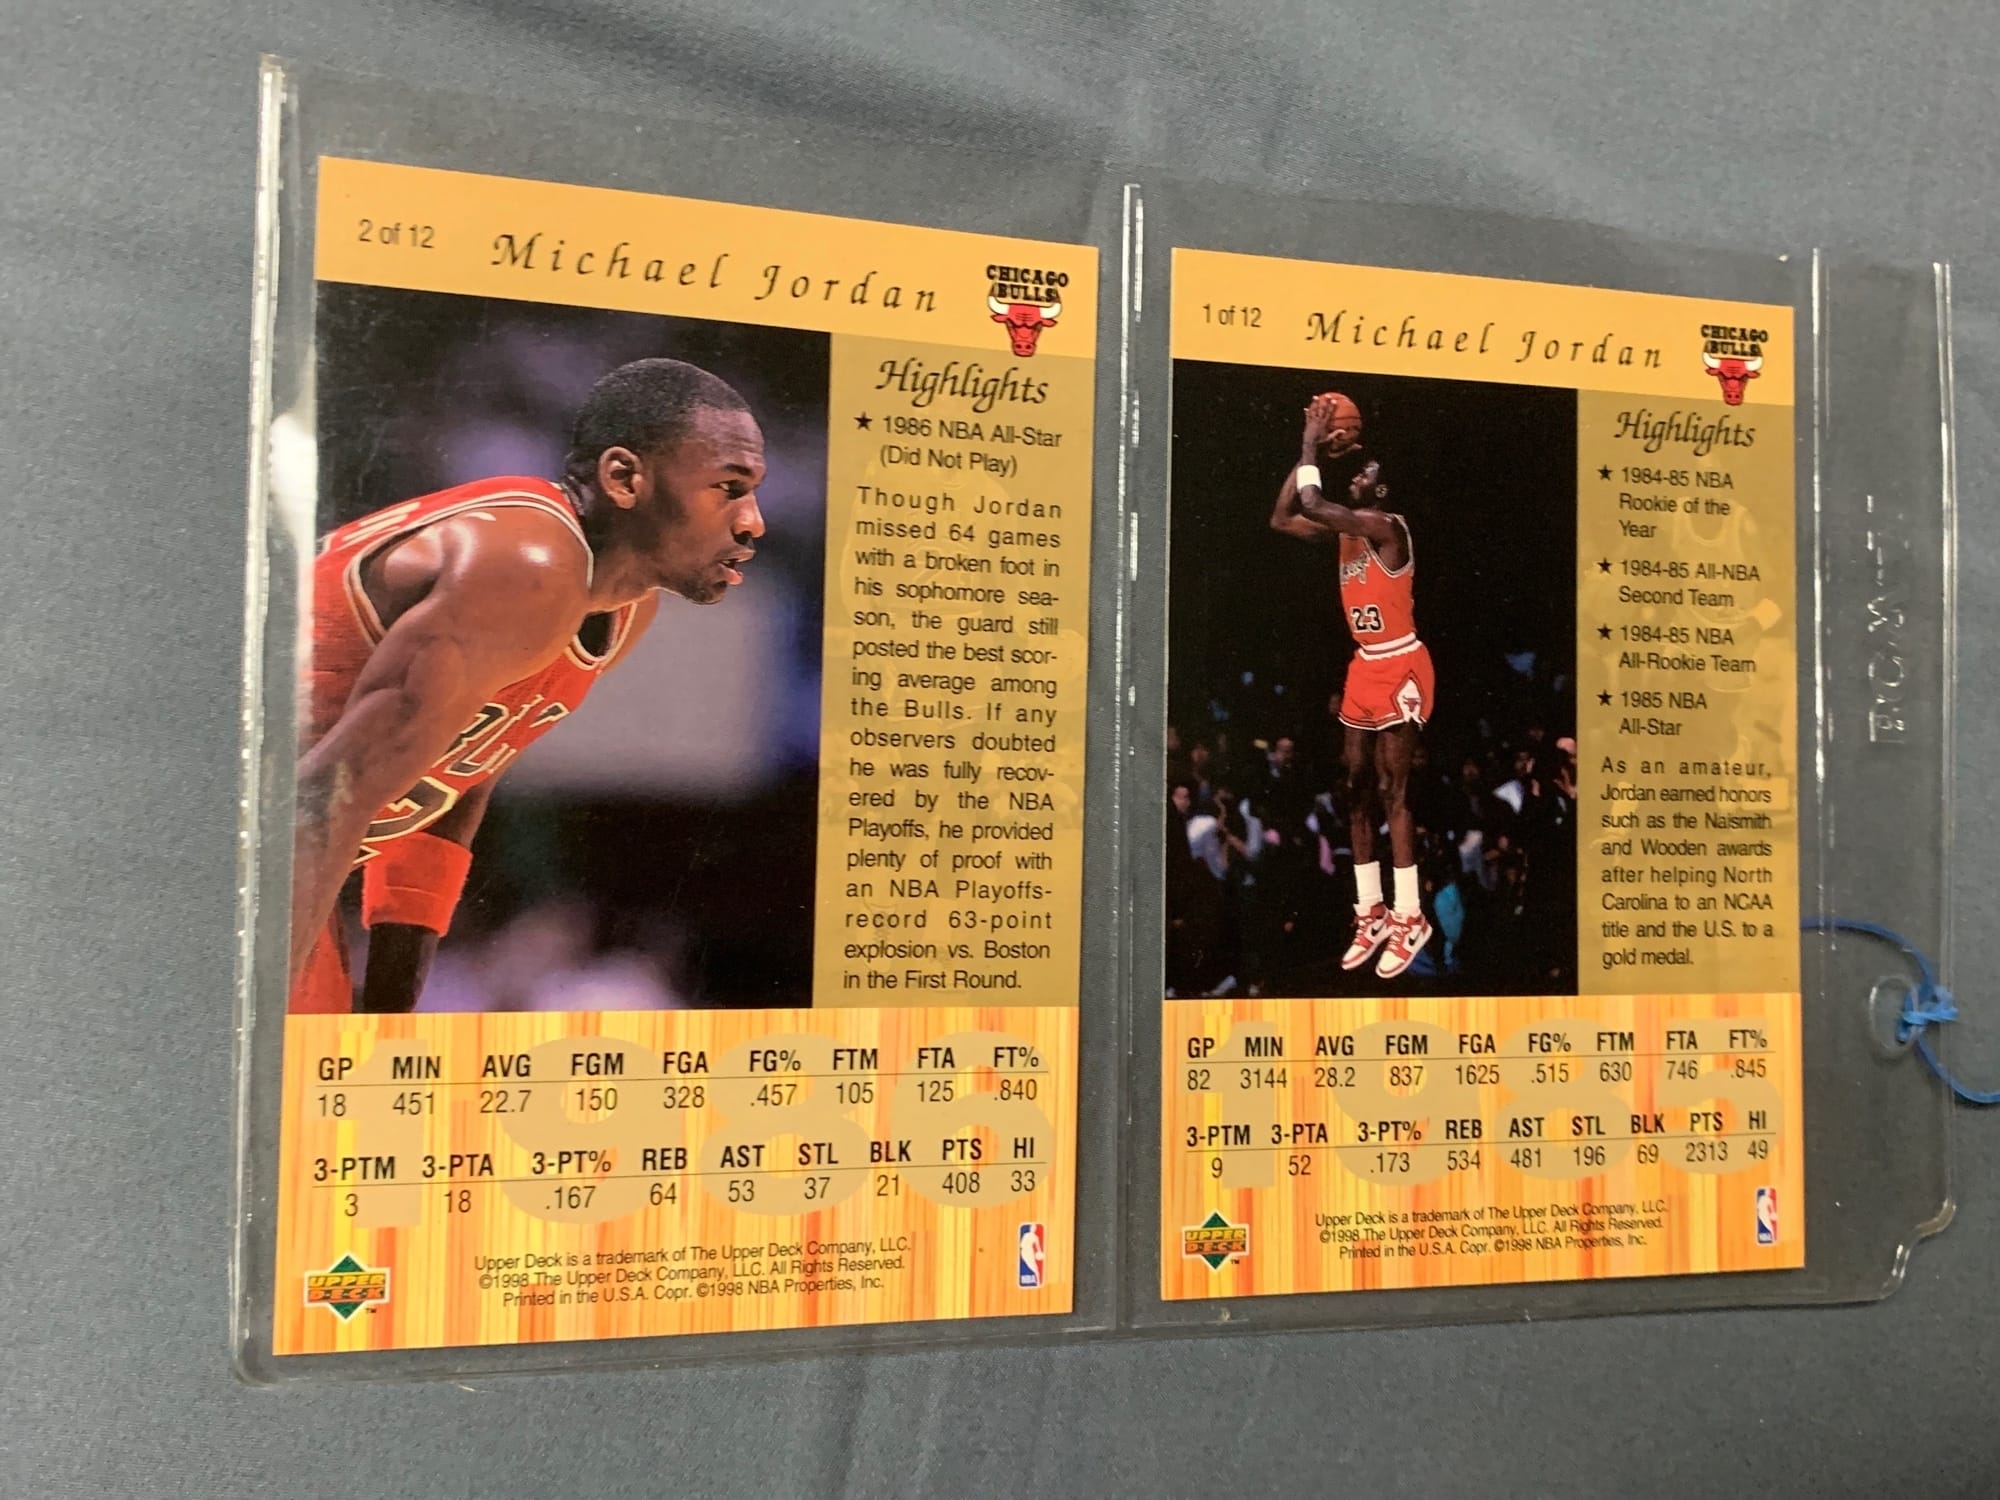 2 of 12
Michael Jordan
CHICAGO
BULLS
Highlights
★ 1986 NBA All-Star
(Did Not Play)
Though Jordan
missed 64 games
with a broken foot in
his sophomore sea-
son, the guard still
posted the best scor-
ing average among
the Bulls. If any
observers doubted
he was fully recov-
ered by the NBA
Playoffs, he provided
plenty of proof with
an NBA Playoffs-
record 63-point
explosion vs. Boston
in the First Round.
1986
GP MIN AVG FGM FGA FG% FTM FTA FT%
18 451 22.7 150 328 .457 105 125 .840
3-PTM 3-PTA 3-PT% REB AST STL BLK PTS HI
3 18 .167 64 53 37 21 408 33
UPPER
DECK
TM
Upper Deck is a trademark of The Upper Deck Company, LLC.
©1998 The Upper Deck Company, LLC. All Rights Reserved.
Printed in the U.S.A. Copr. ©1998 NBA Properties, Inc.
NBA
1 of 12
Michael Jordan
CHICAGO
BULLS
23
Highlights
★ 1984-85 NBA
Rookie of the
Year
★ 1984-85 All-NBA
Second Team
★ 1984-85 NBA
All-Rookie Team
★ 1985 NBA
All-Star
As an amateur,
Jordan earned honors
such as the Naismith
and Wooden awards
after helping North
Carolina to an NCAA
title and the U.S. to a
gold medal.
1985
GP MIN AVG FGM FGA FG% FTM FTA FT%
82 3144 28.2 837 1625 .515 630 746 .845
3-PTM 3-PTA 3-PT% REB AST STL BLK PTS HI
9 52 .173 534 481 196 69 2313 49
UPPER
DECK
TM
Upper Deck is a trademark of The Upper Deck Company, LLC.
©1998 The Upper Deck Company, LLC. All Rights Reserved.
Printed in the U.S.A. Copr. ©1998 NBA Properties, Inc.
NBA